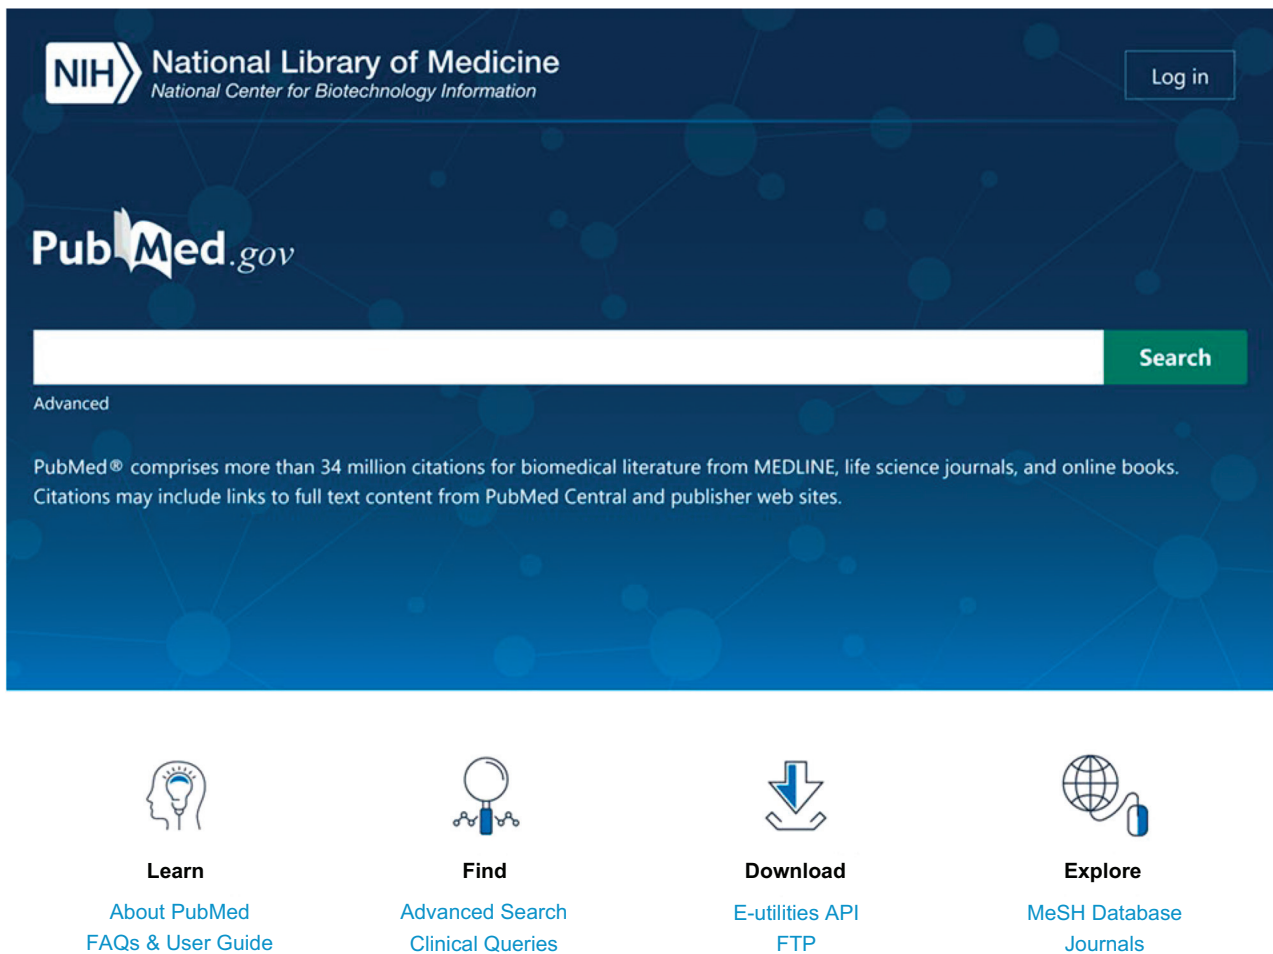 NIH National Library of Medicine
National Center for Biotechnology Information
Log in
PubMed.gov
Search
Advanced
PubMed® comprises more than 34 million citations for biomedical literature from MEDLINE, life science journals, and online books.
Citations may include links to full text content from PubMed Central and publisher web sites.
Learn
About PubMed
FAQs & User Guide
Find
Advanced Search
Clinical Queries
Download
E-utilities API
FTP
Explore
MeSH Database
Journals